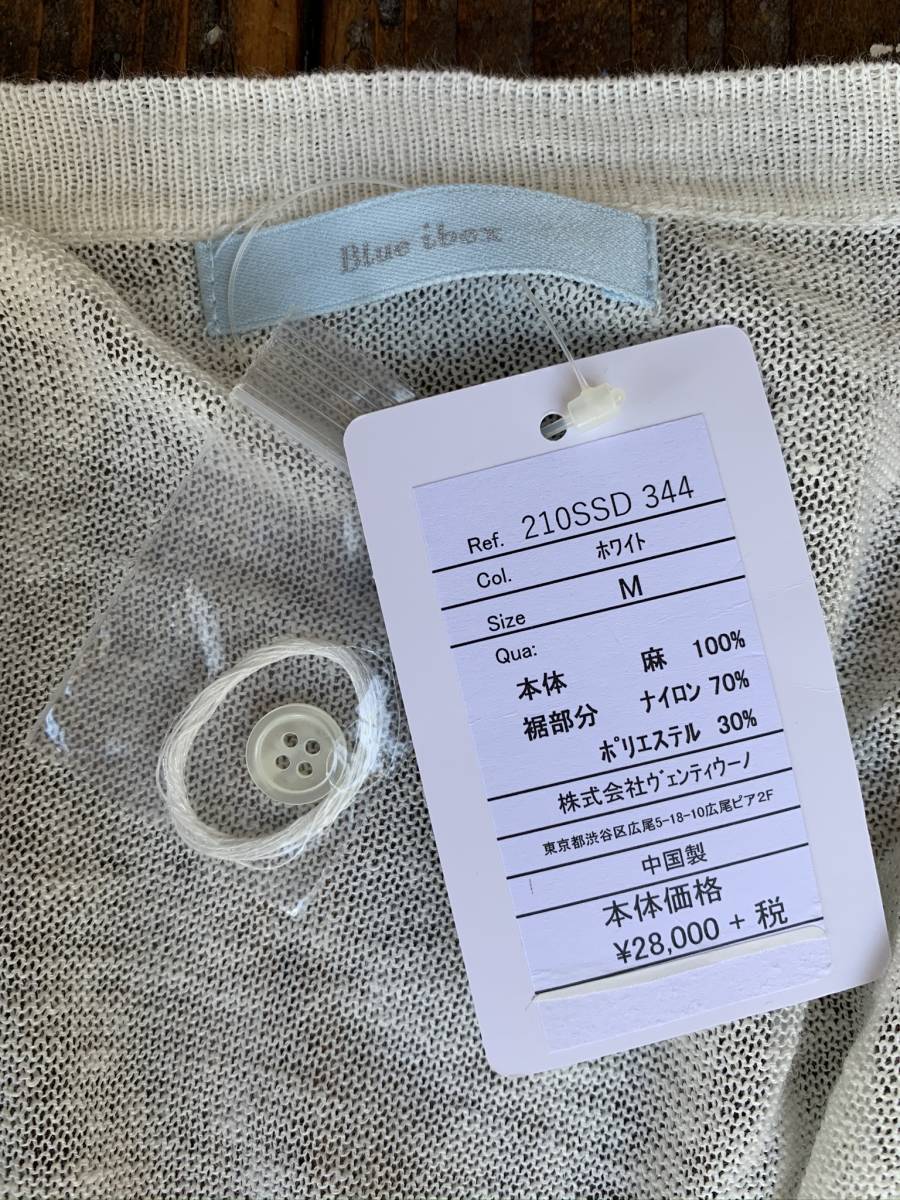 Blue ibex
Ref. 210SSD 344
Col. ホワイト
Size M
Qua:
本体 麻 100%
裾部分 ナイロン 70%
ポリエステル 30%
株式会社ヴェンティウーノ
東京都渋谷区広尾5-18-10広尾ピア2F
中国製
本体価格
¥28,000 + 税